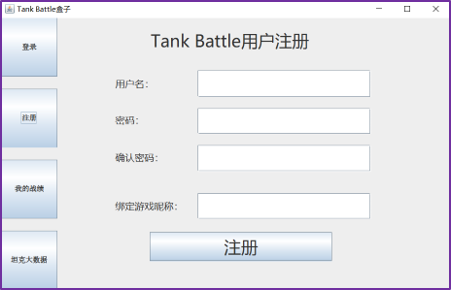 Tank Battle盒子
登录
Tank Battle用户注册
用户名：
注册
密码：
确认密码：
我的战绩
绑定游戏昵称：
坦克大数据
注册